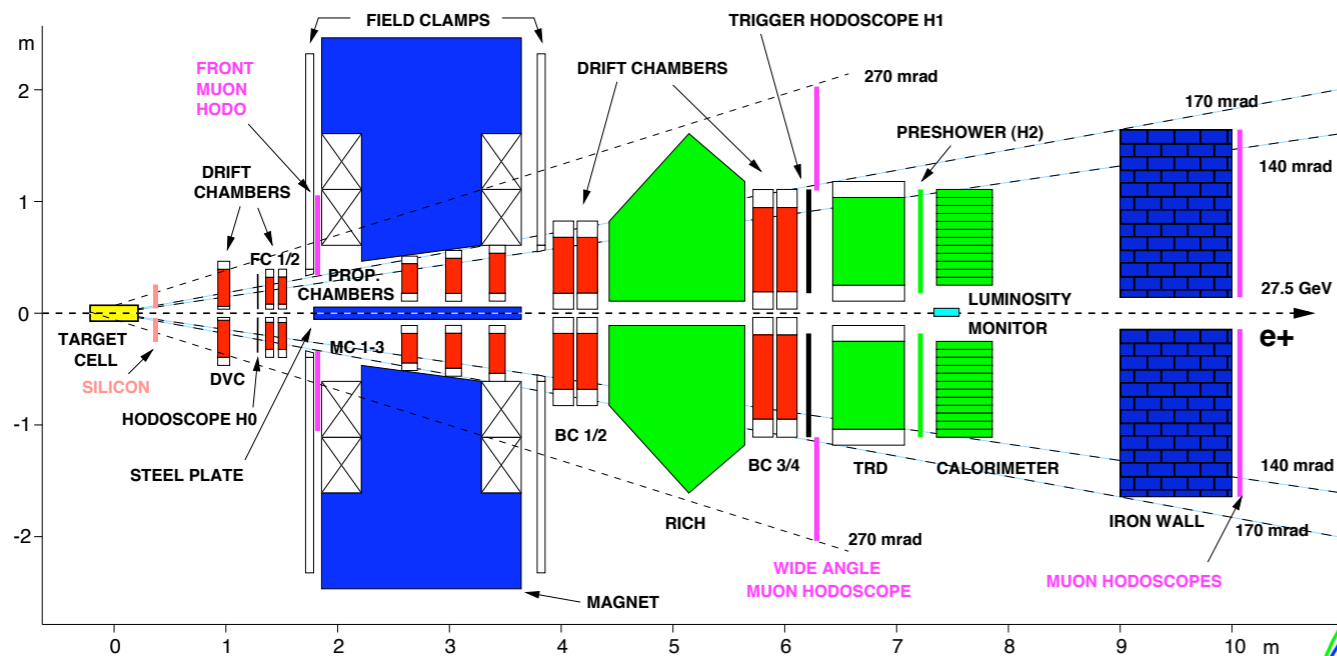 FIELD CLAMPS
TRIGGER HODOSCOPE H1
m
FRONT
MUON
HODO
DRIFT CHAMBERS
270 mrad
2
170 mrad
PRESHOWER (H2)
DRIFT
CHAMBERS
140 mrad
1
FC 1/2
PROP.
CHAMBERS
27.5 GeV
LUMINOSITY
0
MONITOR
e+
TARGET
CELL
MC 1-3
SILICON
DVC
HODOSCOPE H0
-1
BC 1/2
BC 3/4
TRD
CALORIMETER
140 mrad
STEEL PLATE
RICH
IRON WALL
170 mrad
-2
270 mrad
WIDE ANGLE
MUON HODOSCOPE
MUON HODOSCOPES
MAGNET
0 1 2 3 4 5 6 7 8 9 10 m